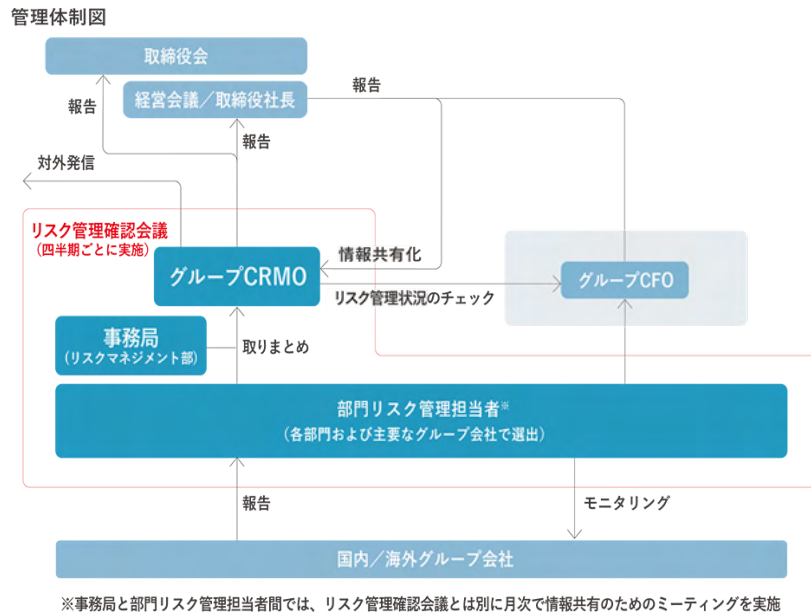 管理体制図
取締役会
経営会議／取締役社長
報告
報告
報告
対外発信
リスク管理確認会議
(四半期ごとに実施)
情報共有化
グループCRMO
グループCFO
リスク管理状況のチェック
事務局
(リスクマネジメント部)
取りまとめ
部門リスク管理担当者※
(各部門および主要なグループ会社で選出)
報告
モニタリング
国内／海外グループ会社
※事務局と部門リスク管理担当者間では、リスク管理確認会議とは別に月次で情報共有のためのミーティングを実施